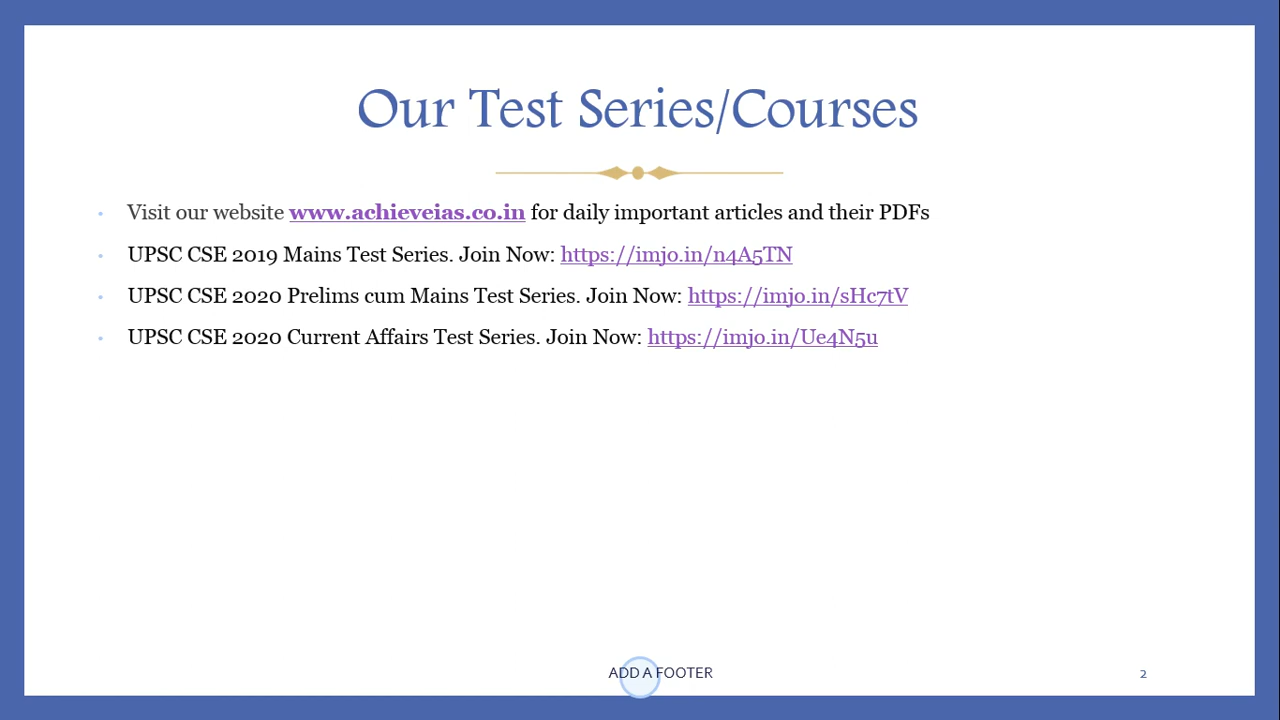 Our Test Series/Courses
Visit our website www.achieveias.co.in for daily important articles and their PDFs
UPSC CSE 2019 Mains Test Series. Join Now: https://imjo.in/n4A5TN
UPSC CSE 2020 Prelims cum Mains Test Series. Join Now: https://imjo.in/sHc7tV
UPSC CSE 2020 Current Affairs Test Series. Join Now: https://imjo.in/Ue4N5u
ADD A FOOTER
2